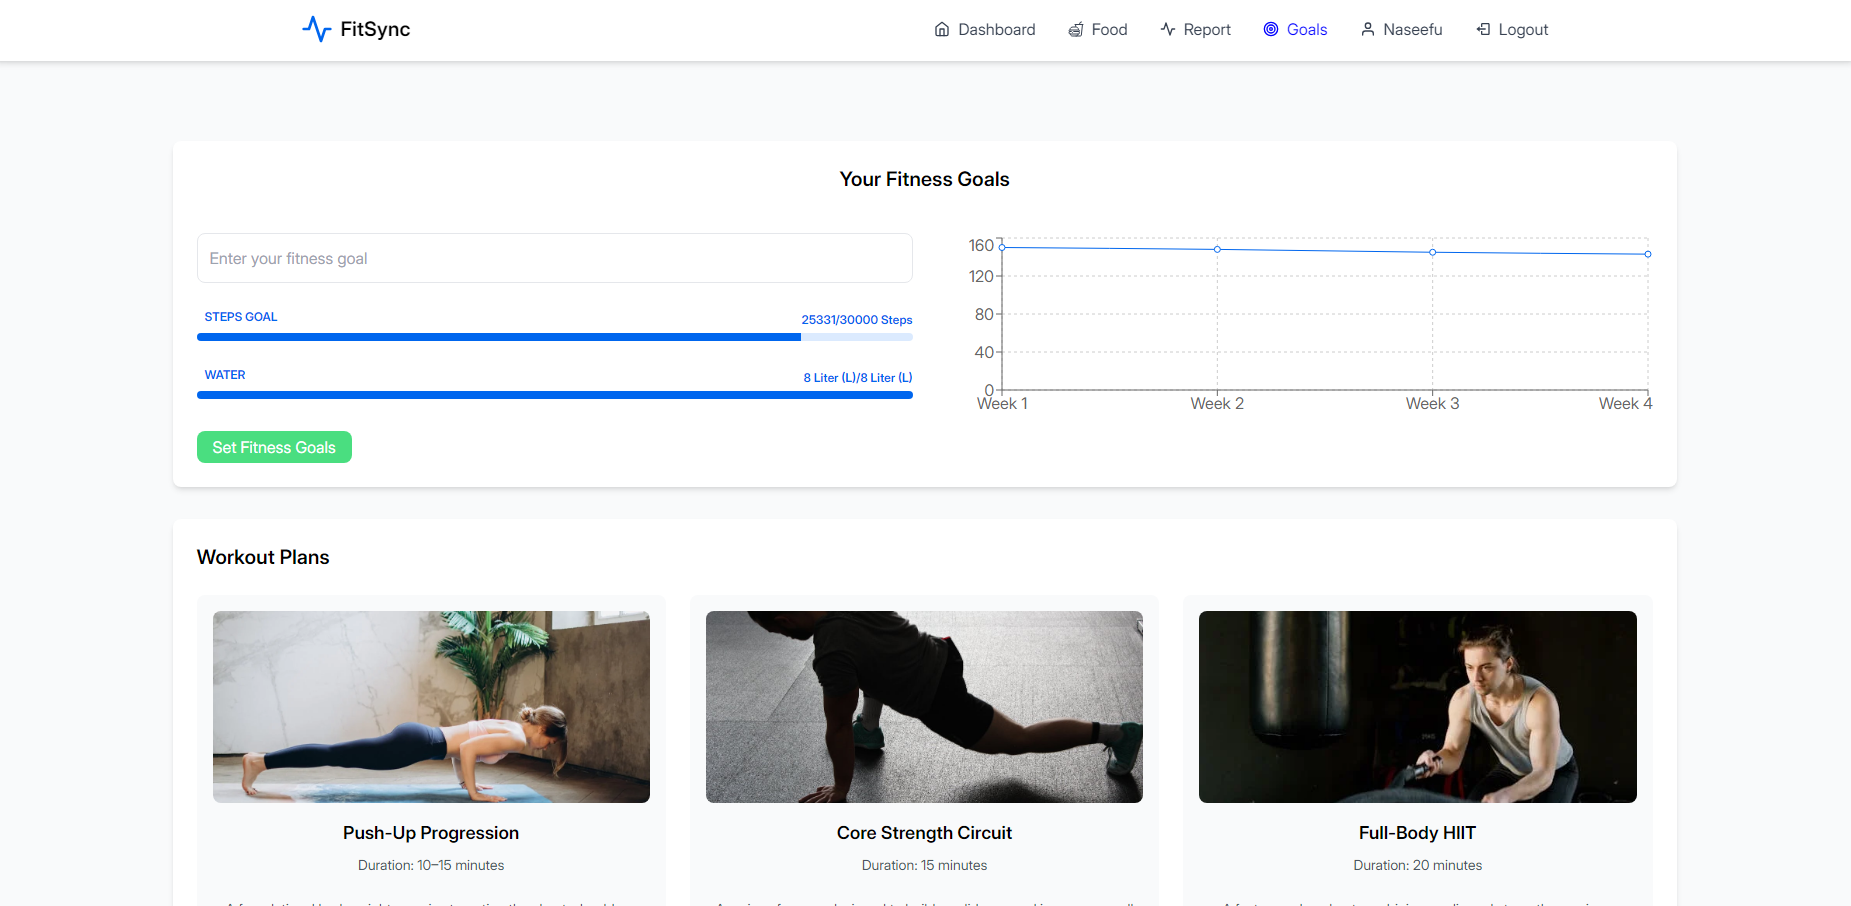 FitSync
Dashboard
Food
Report
Goals
Naseefu
Logout
Your Fitness Goals
Enter your fitness goal
STEPS GOAL
25331/30000 Steps
WATER
8 Liter (L)/8 Liter (L)
Set Fitness Goals
160
120
80
40
0
Week 1
Week 2
Week 3
Week 4
Workout Plans
Push-Up Progression
Duration: 10–15 minutes
Core Strength Circuit
Duration: 15 minutes
Full-Body HIIT
Duration: 20 minutes